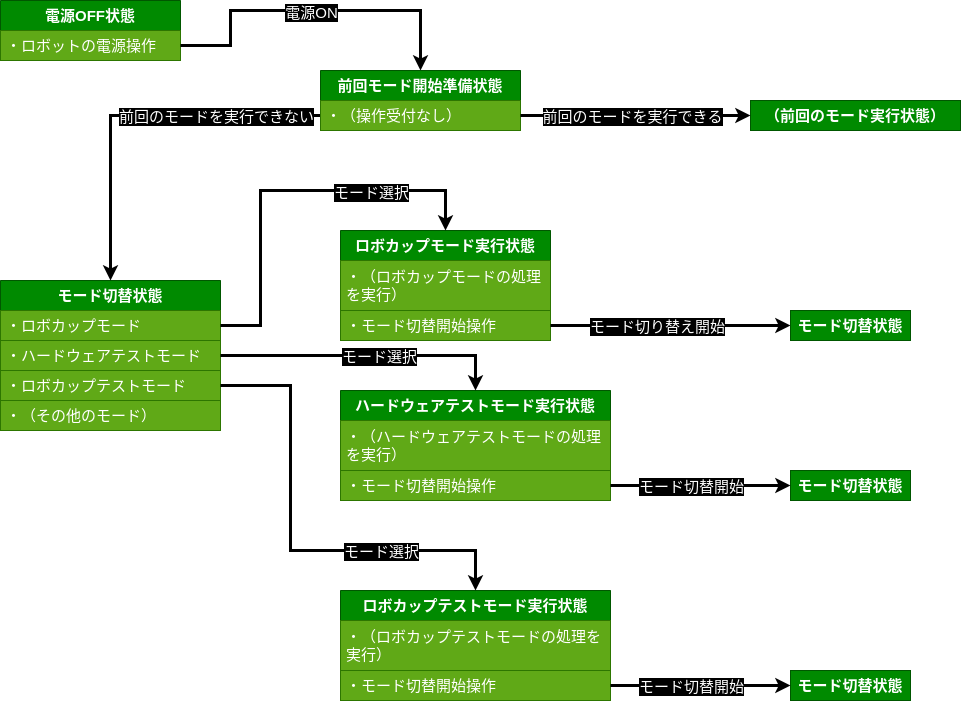 電源OFF状態
・ロボットの電源操作
電源ON
前回モード開始準備状態
・（操作受付なし）
前回のモードを実行できない
前回のモードを実行できる
（前回のモード実行状態）
モード選択
ロボカップモード実行状態
・（ロボカップモードの処理
を実行）
・モード切替開始操作
モード切り替え開始
モード切替状態
モード切替状態
・ロボカップモード
・ハードウェアテストモード
・ロボカップテストモード
・（その他のモード）
モード選択
ハードウェアテストモード実行状態
・（ハードウェアテストモードの処理
を実行）
・モード切替開始操作
モード切替開始
モード切替状態
モード選択
ロボカップテストモード実行状態
・（ロボカップテストモードの処理を
実行）
・モード切替開始操作
モード切替開始
モード切替状態